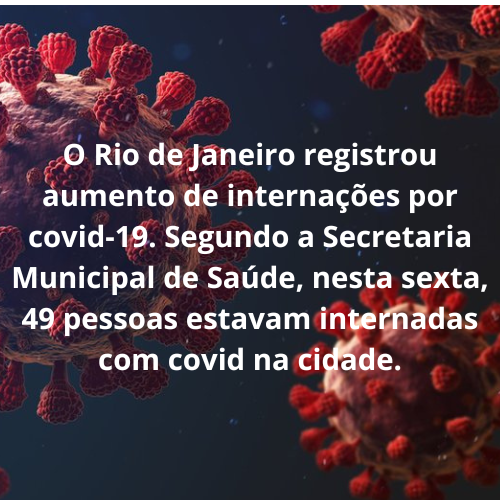 O Rio de Janeiro registrou
aumento de internações por
covid-19. Segundo a Secretaria
Municipal de Saúde, nesta sexta,
49 pessoas estavam internadas
com covid na cidade.